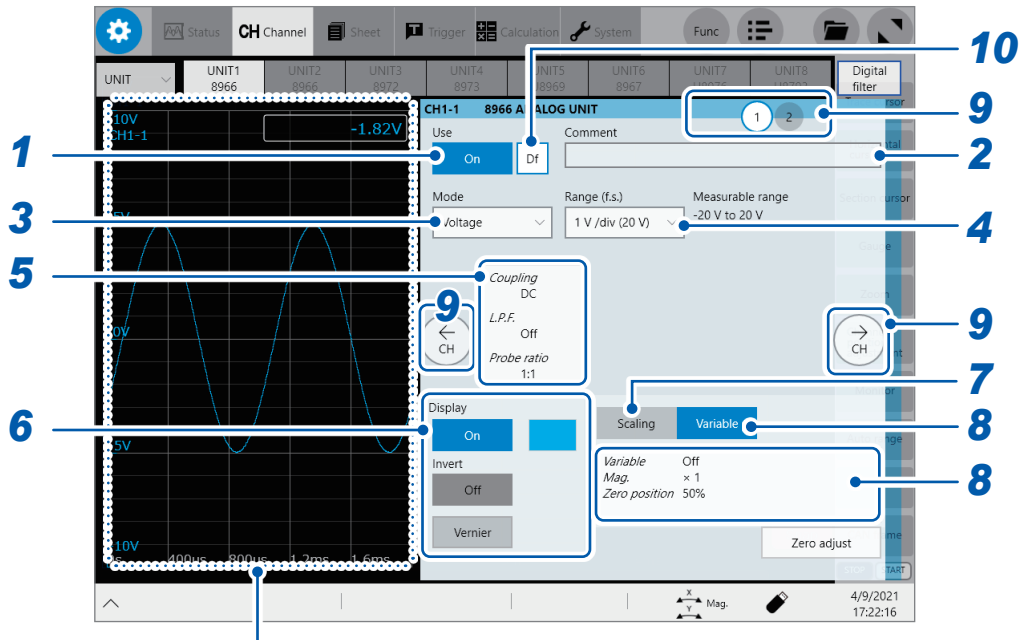 Status CH Channel Sheet Trigger Calculation System Func
10
UNIT UNIT1 UNIT2 UNIT3 UNIT4 UNIT5 UNIT6 UNIT7 UNIT8 Digital
8966 8966 8972 8973 8969 8967 filter
CH1-1 8966 ANALOG UNIT 1 2
9
10V
CH1-1
-1.82V
Use Comment
1
On Df
2
Mode Range (f.s.) Measurable range
-20 V to 20 V
3
Voltage 1 V /div (20 V)
4
5V
5
Coupling
DC
L.P.F.
Off
Probe ratio
1:1
9
CH
0V
CH
9
7
6
Display
On
Scaling Variable
8
5V
Invert
Off
Variable Off
Mag. × 1
Zero position 50%
8
Vernier
Zero adjust
10V
400us 800us 1.2ms 1.6ms
START
X
Y
Mag.
4/9/2021
17:22:16